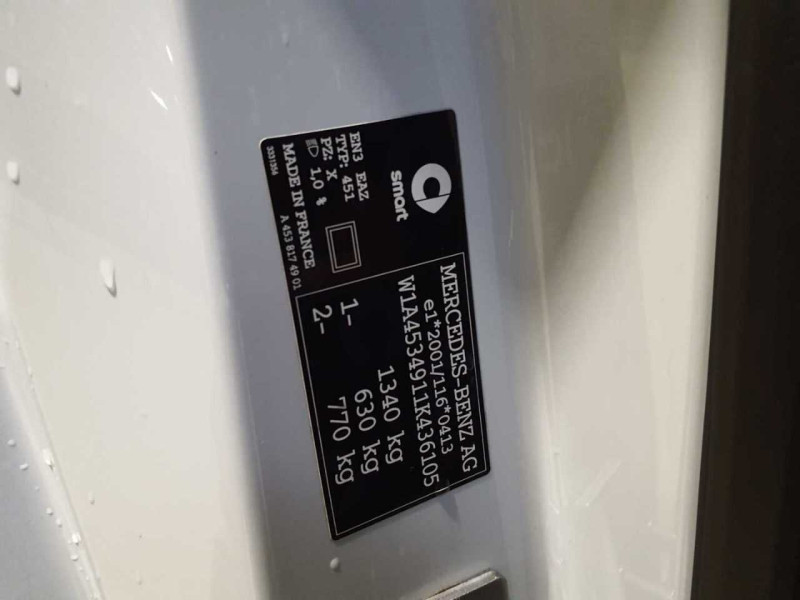 smart
MERCEDES-BENZ AG
e1*2001/116*0413
W1A4534911K436105
1340 kg
1- 630 kg
2- 770 kg
EN3 EAZ
TYP: 451
PZ: X
1,0 %
MADE IN FRANCE
A 453 817 49 01